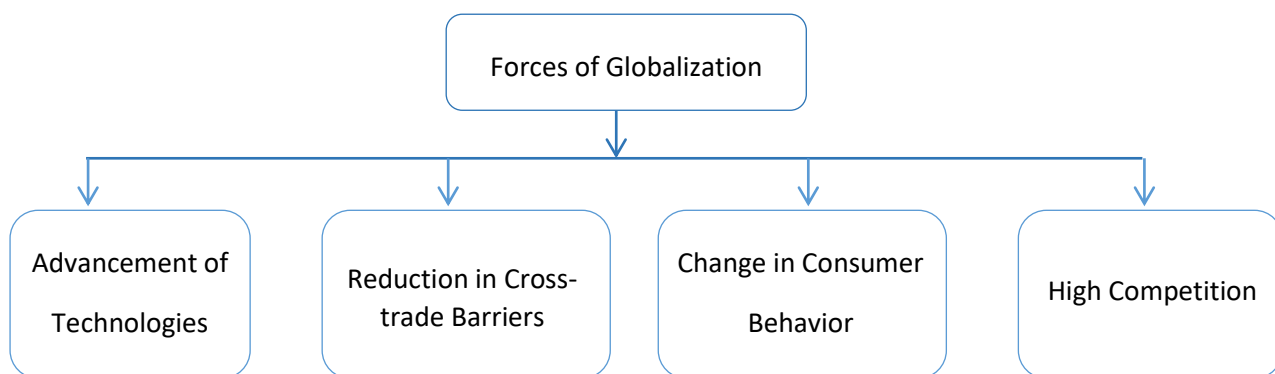 Forces of Globalization
Advancement of
Technologies
Reduction in Cross-
trade Barriers
Change in Consumer
Behavior
High Competition